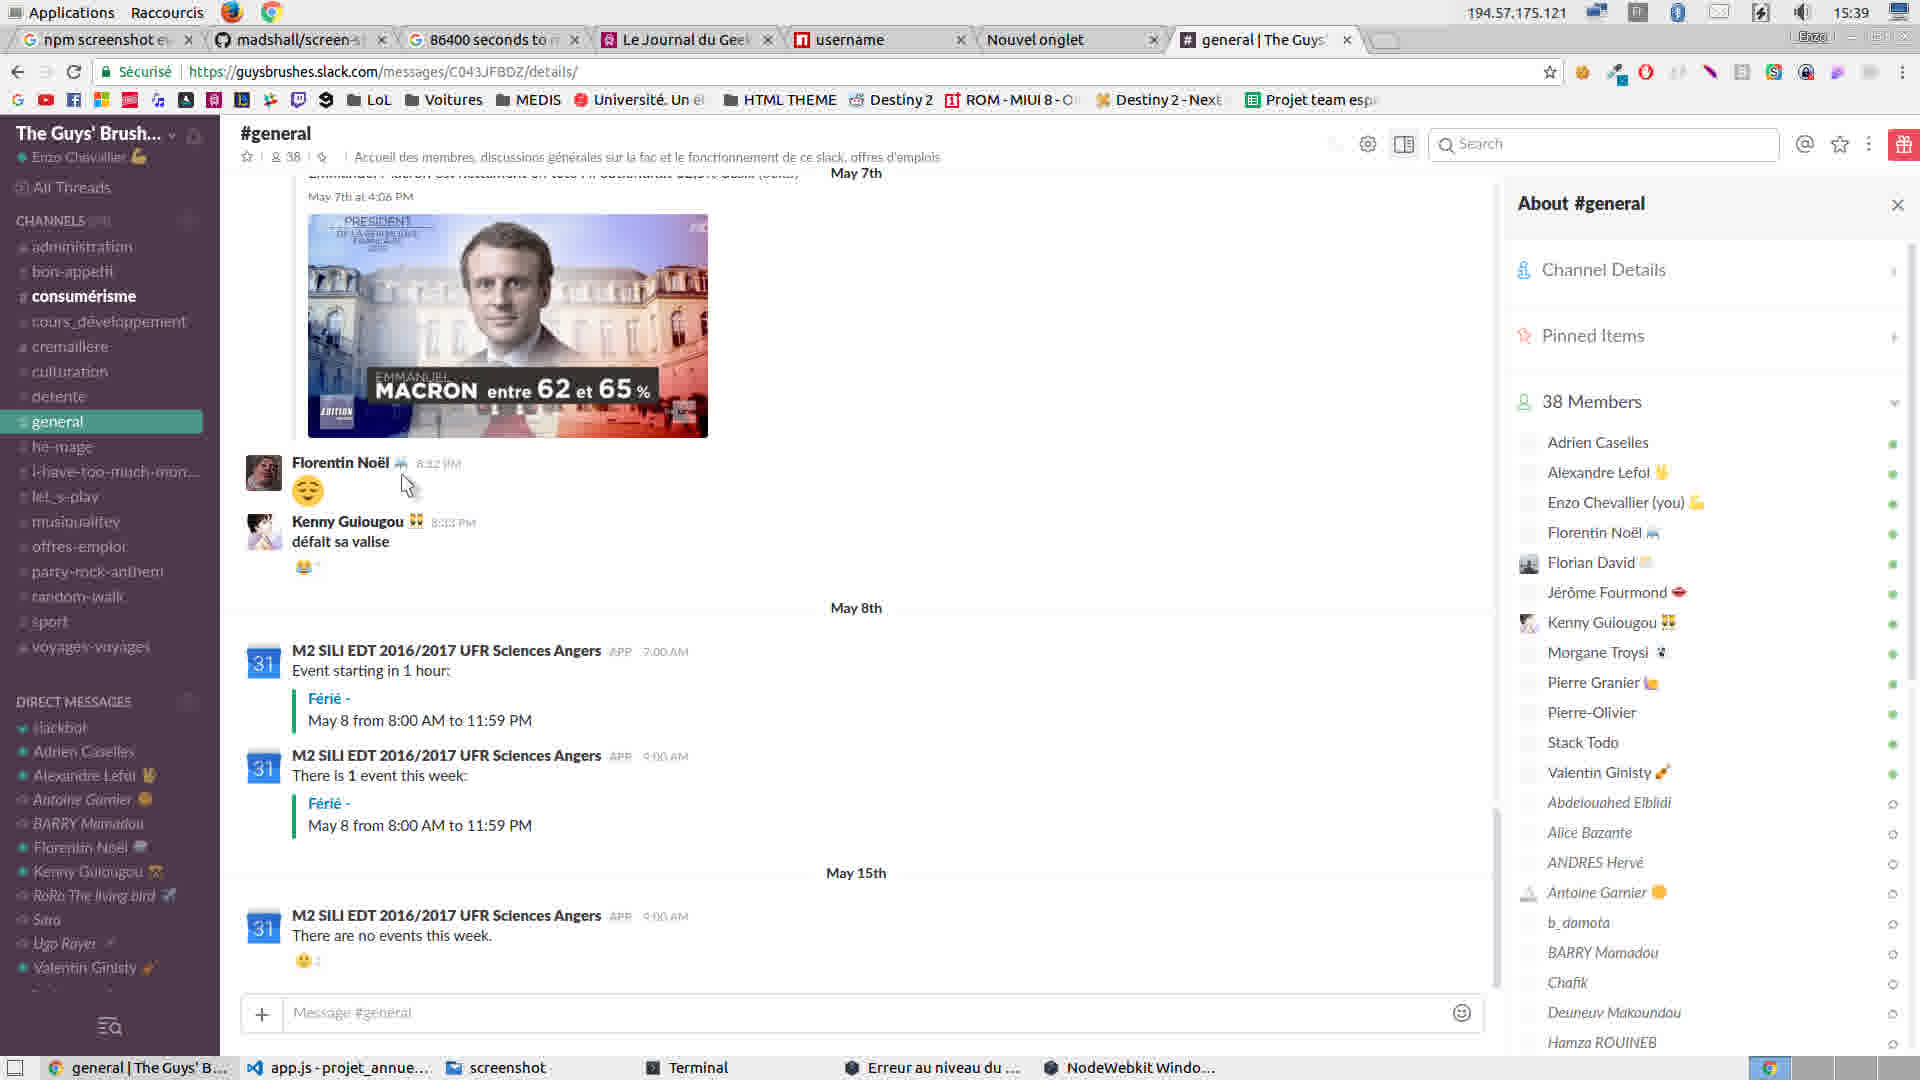 Applications Raccourcis
194.57.175.121 15:39
npm screenshot ev
madshall/screen-s
86400 seconds to m
Le Journal du Geek
username
Nouvel onglet
general | The Guys'
Enzo
Sécurisé https://guysbrushes.slack.com/messages/C043JFBDZ/details/
LoL
Voitures
MEDIS
Université. Un él
HTML THEME
Destiny 2
ROM - MIUI 8 - O
Destiny 2 - Next
Projet team esp
The Guys' Brush...
Enzo Chevallier
All Threads
CHANNELS
administration
bon-appetit
# consumérisme
cours_développement
cremaillere
culturation
detente
general
he-mage
i-have-too-much-mon...
let_s-play
musiqualitey
offres-emploi
party-rock-anthem
random-walk
sport
voyages-voyages
DIRECT MESSAGES
slackbot
Adrien Caselles
Alexandre Lefol
Antoine Garnier
BARRY Mamadou
Florentin Noël
Kenny Guiougou
RoRo The living bird
Sara
Ugo Rayer
Valentin Ginisty
#general
38 Accueil des membres, discussions générales sur la fac et le fonctionnement de ce slack, offres d'emplois
Search
May 7th
May 7th at 4:06 PM
PRESIDENT
DE LA REPUBLIQUE
FRANÇAISE
EMMANUEL
MACRON entre 62 et 65 %
EDITION
Florentin Noël 8:32 PM
Kenny Guiougou 8:33 PM
défait sa valise
May 8th
31
M2 SILI EDT 2016/2017 UFR Sciences Angers APP 7:00 AM
Event starting in 1 hour:
Férié -
May 8 from 8:00 AM to 11:59 PM
31
M2 SILI EDT 2016/2017 UFR Sciences Angers APP 9:00 AM
There is 1 event this week:
Férié -
May 8 from 8:00 AM to 11:59 PM
May 15th
31
M2 SILI EDT 2016/2017 UFR Sciences Angers APP 9:00 AM
There are no events this week.
Message #general
About #general
Channel Details
Pinned Items
38 Members
Adrien Caselles
Alexandre Lefol
Enzo Chevallier (you)
Florentin Noël
Florian David
Jérôme Fourmond
Kenny Guiougou
Morgane Troysi
Pierre Granier
Pierre-Olivier
Stack Todo
Valentin Ginisty
Abdelouahed Elblidi
Alice Bazante
ANDRES Hervé
Antoine Garnier
b_damota
BARRY Mamadou
Chafik
Deuneuv Makoundou
Hamza ROUINEB
general | The Guys' B...
app.js - projet_annue...
screenshot
Terminal
Erreur au niveau du ...
NodeWebkit Windo...